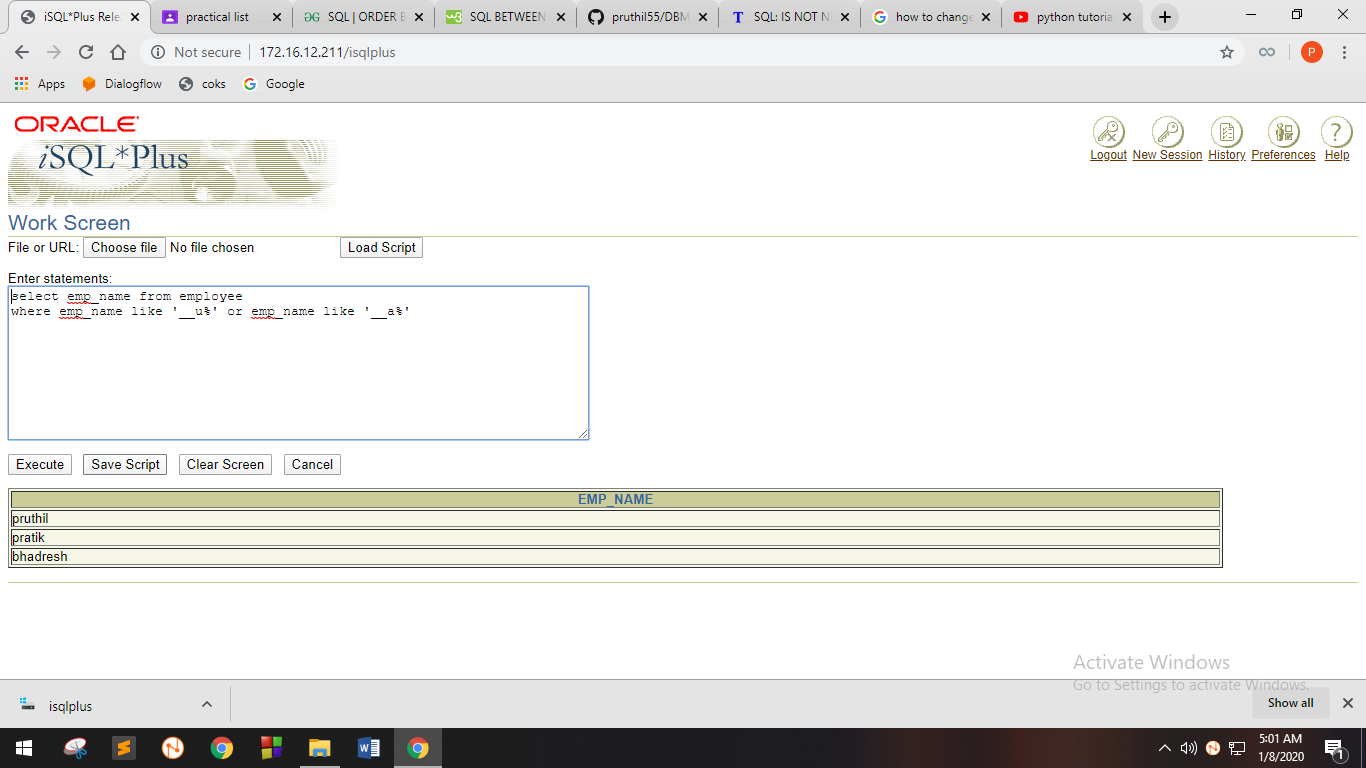 iSQL*Plus Rele
practical list
SQL | ORDER B
SQL BETWEEN
pruthil55/DBM
SQL: IS NOT N
how to change
python tutoria
Not secure
172.16.12.211/isqlplus
P
Apps
Dialogflow
coks
Google
ORACLE
iSQL*Plus
Logout
New Session
History
Preferences
Help
Work Screen
File or URL: Choose file No file chosen Load Script
Enter statements:
select emp_name from employee
where emp_name like '__u%' or emp_name like '__a%'
Execute Save Script Clear Screen Cancel
EMP_NAME
pruthil
pratik
bhadresh
Activate Windows
Go to Settings to activate Windows.
isqlplus
Show all
5:01 AM
1/8/2020
1